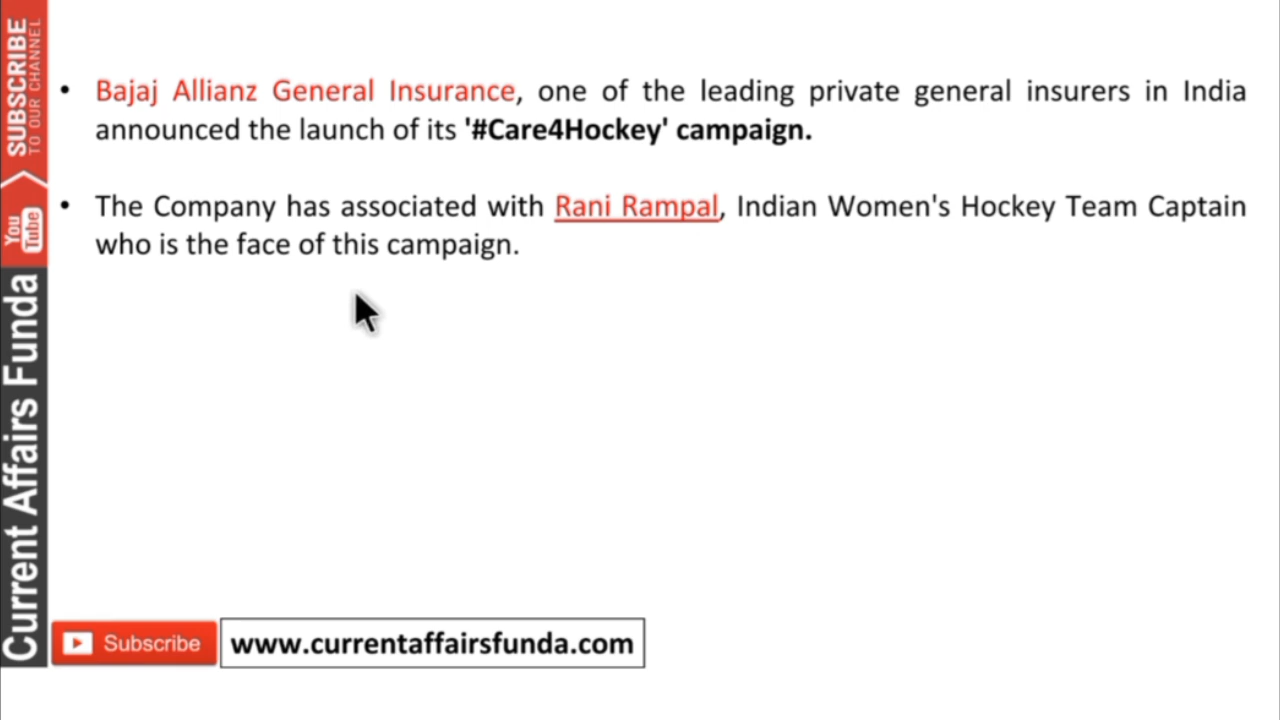 • Bajaj Allianz General Insurance, one of the leading private general insurers in India
announced the launch of its '#Care4Hockey' campaign.
• The Company has associated with Rani Rampal, Indian Women's Hockey Team Captain
who is the face of this campaign.
SUBSCRIBE
TO OUR CHANNEL
You
Tube
Current Affairs Funda
Subscribe
www.currentaffairsfunda.com